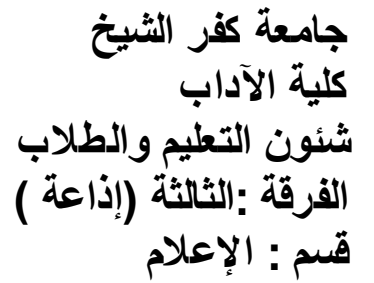 جامعة كفر الشيخ
كلية الآداب
شئون التعليم والطلاب
الفرقة :الثالثة (إذاعة )
قسم : الإعلام